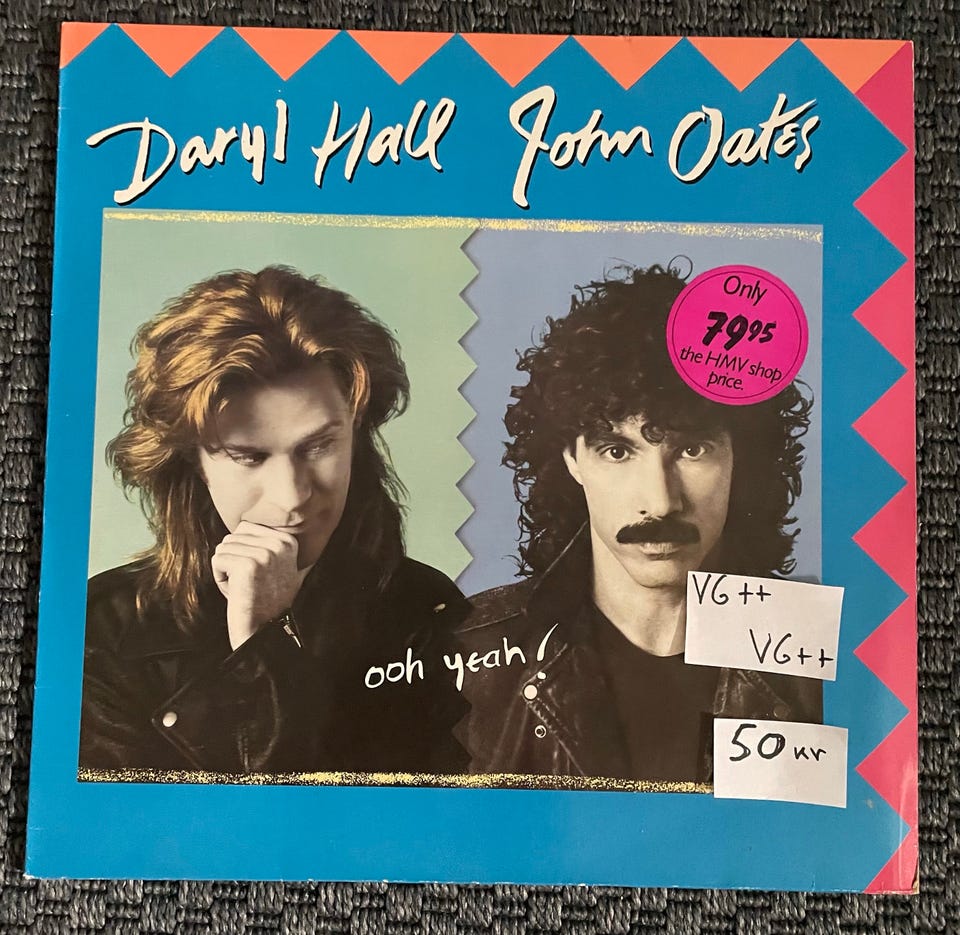 Daryl Hall John Oates
Only
79 95
the HMV shop
price.
ooh yeah!
VG++
VG++
50 kr